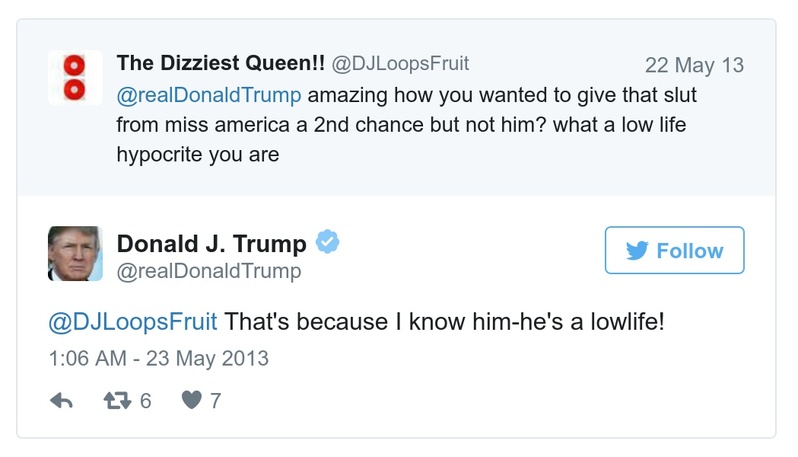 The Dizziest Queen!! @DJLoopsFruit 22 May 13
@realDonaldTrump amazing how you wanted to give that slut
from miss america a 2nd chance but not him? what a low life
hypocrite you are
Donald J. Trump
@realDonaldTrump
Follow
@DJLoopsFruit That's because I know him-he's a lowlife!
1:06 AM - 23 May 2013
6 7